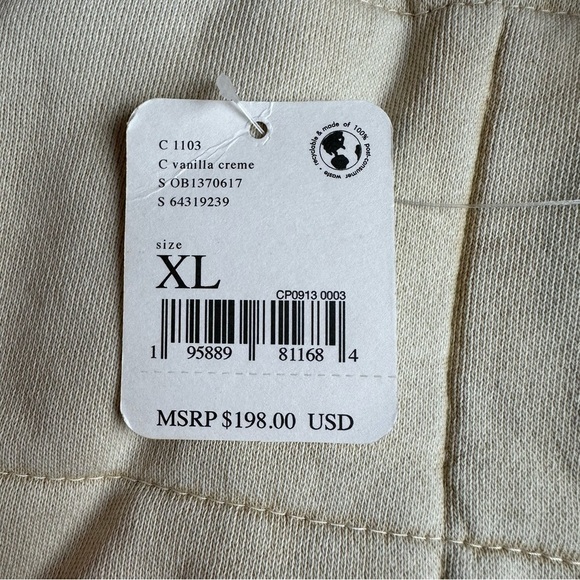 C 1103
C vanilla creme
S OB1370617
S 64319239
recyclable & made of 100% post-consumer waste •
size
XL
CP0913 0003
1 95889 81168 4
MSRP $198.00 USD